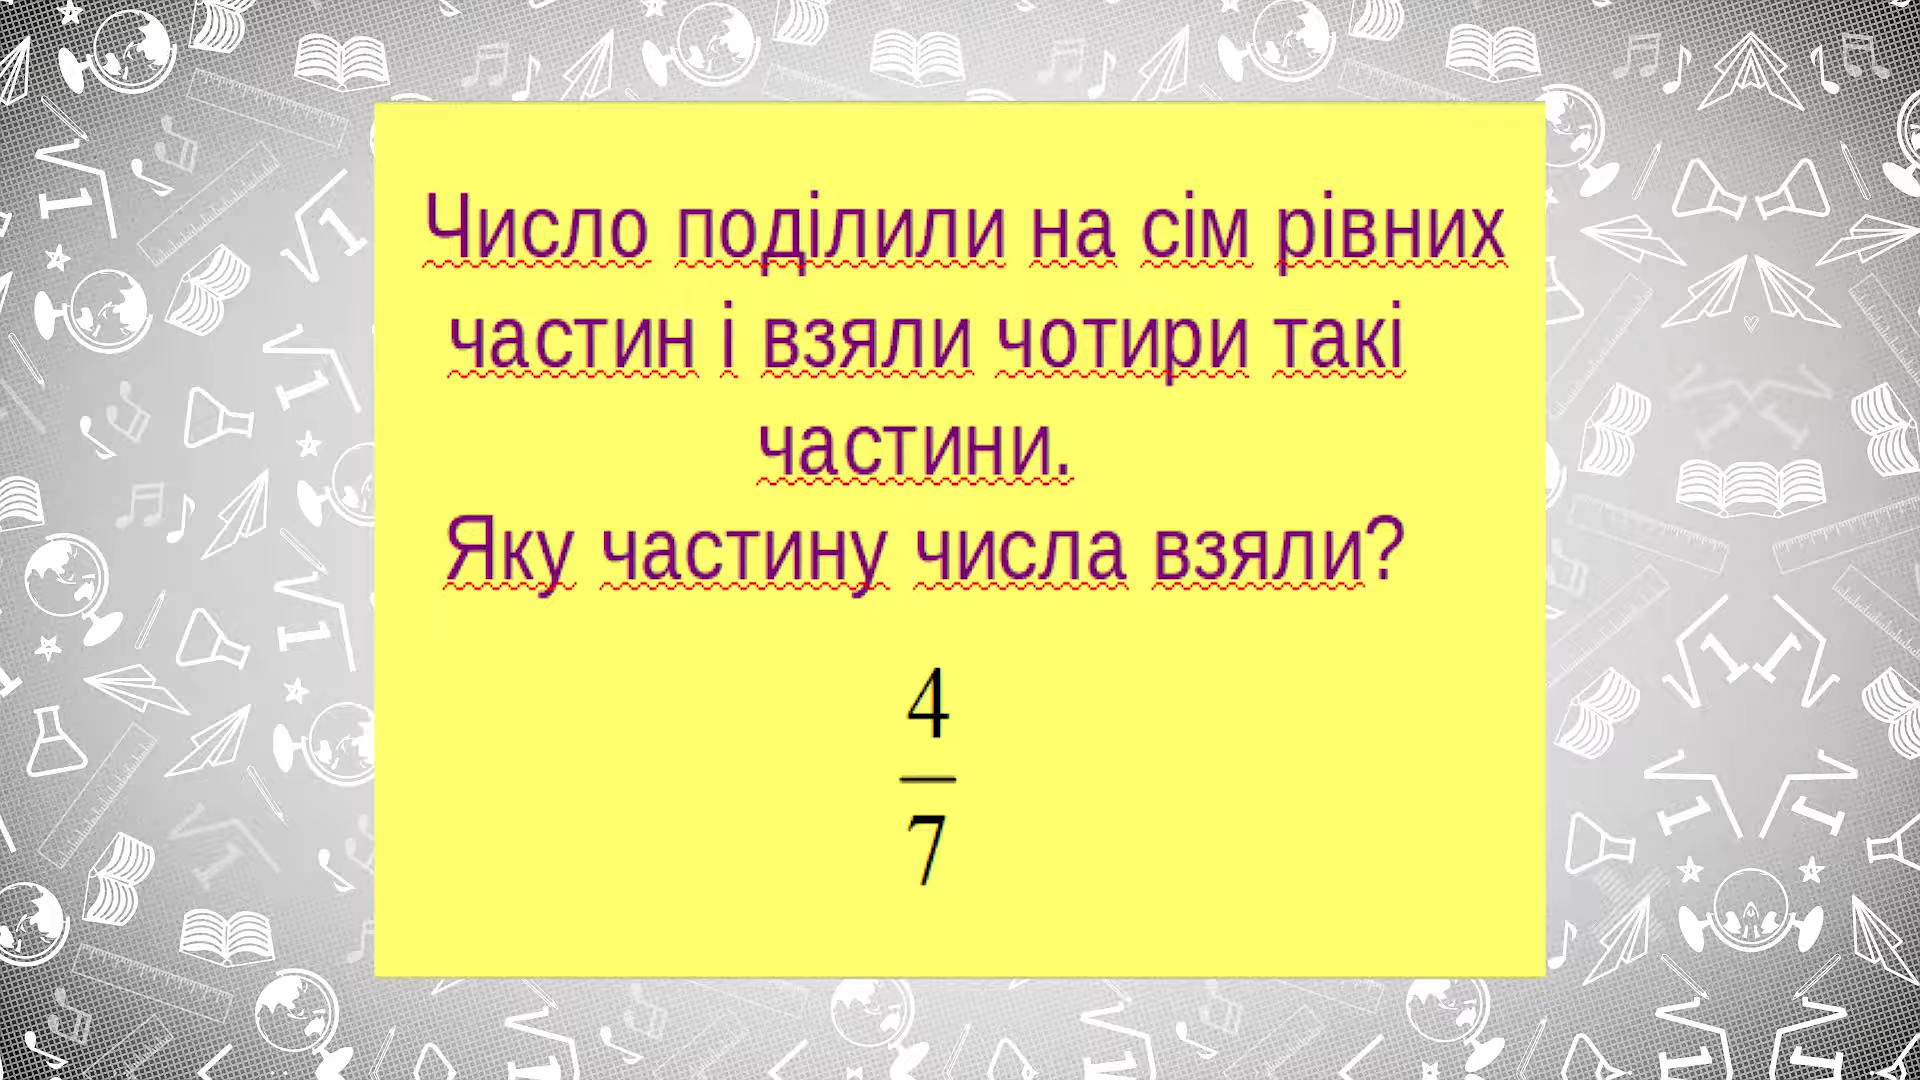 Число поділили на сім рівних
частин і взяли чотири такі
частини.
Яку частину числа взяли?
4
7